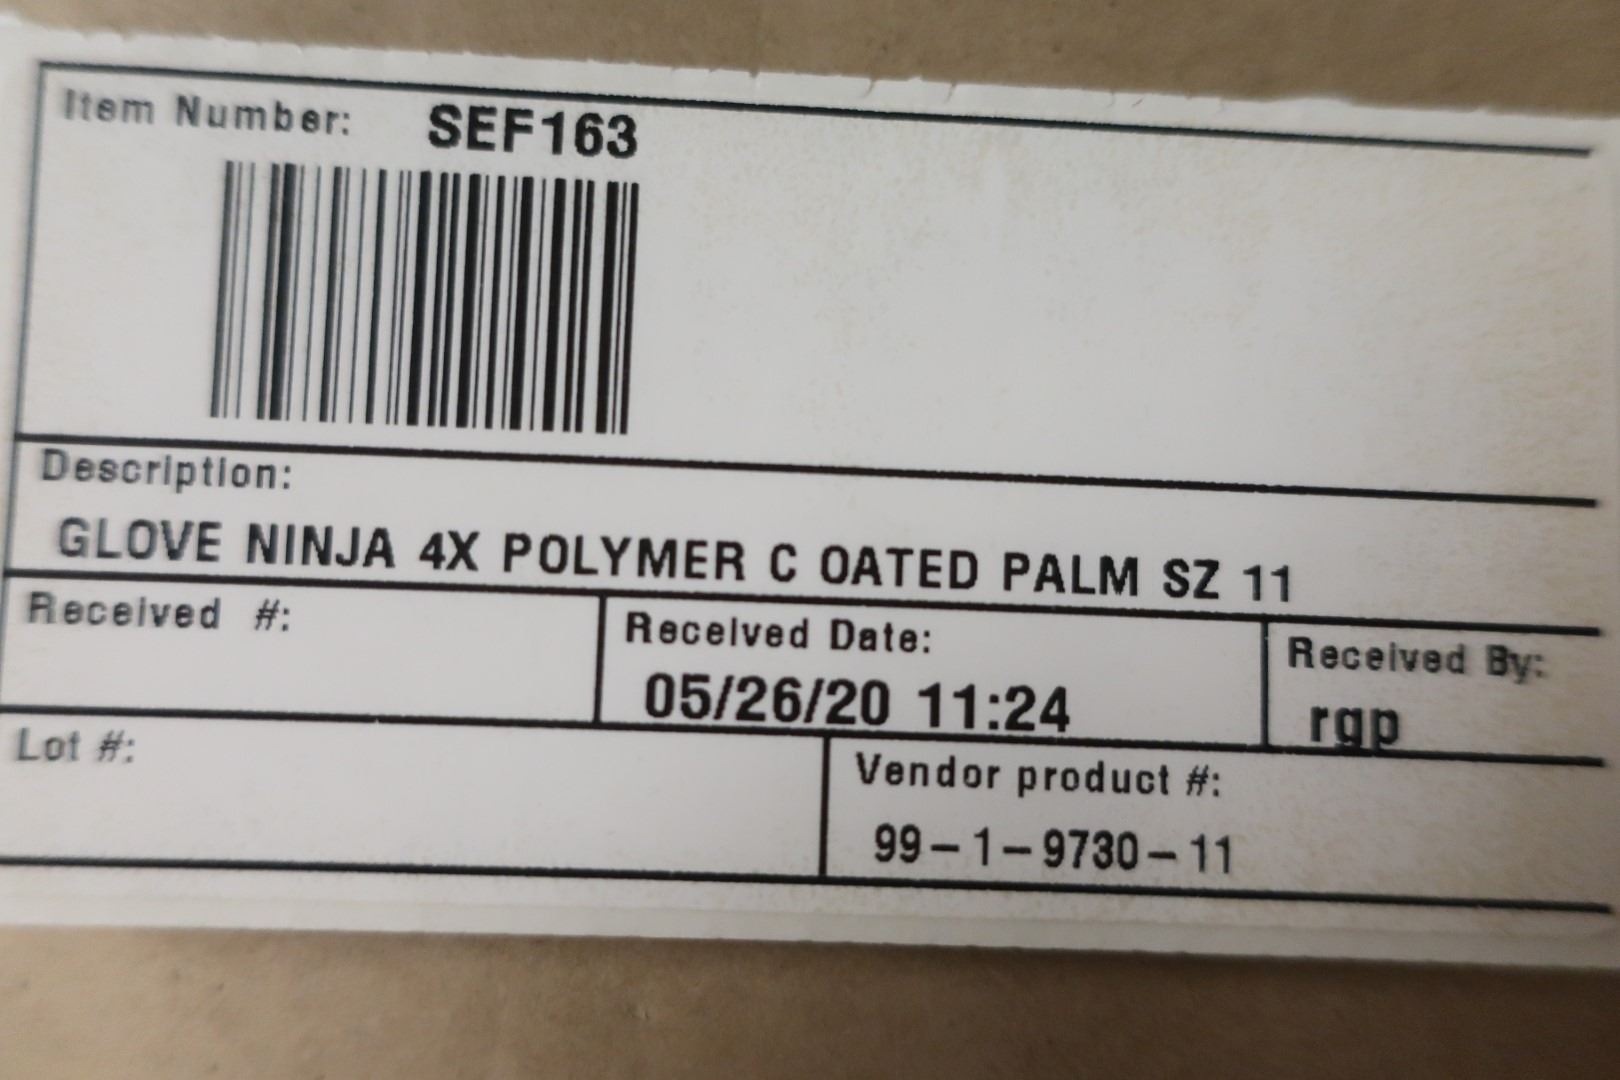 Item Number: SEF163
Description:
GLOVE NINJA 4X POLYMER C OATED PALM SZ 11
Received #:
Received Date:
05/26/20 11:24
Received By:
rgp
Lot #:
Vendor product #:
99-1-9730-11